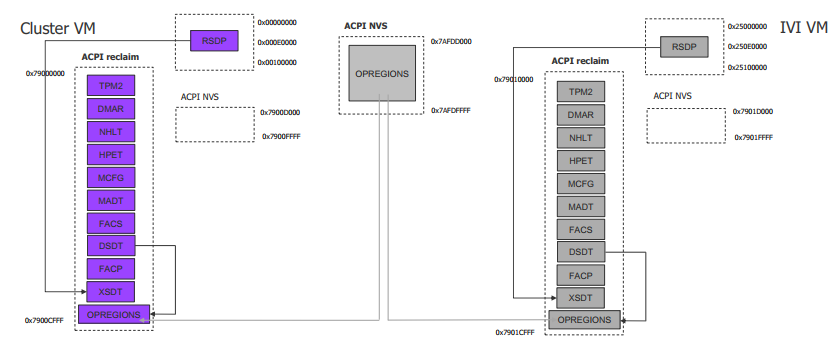 Cluster VM
RSDP
0x00000000
0x000E0000
0x00100000
ACPI reclaim
0x79000000
TPM2
DMAR
NHLT
HPET
MCFG
MADT
FACS
DSDT
FACP
XSDT
OPREGIONS
0x7900CFFF
ACPI NVS
0x7900D000
0x7900FFFF
ACPI NVS
OPREGIONS
0x7AFDD000
0x7AFDFFFF
IVI VM
RSDP
0x25000000
0x250E0000
0x25100000
ACPI reclaim
0x79010000
TPM2
DMAR
NHLT
HPET
MCFG
MADT
FACS
DSDT
FACP
XSDT
OPREGIONS
0x7901CFFF
ACPI NVS
0x7901D000
0x7901FFFF